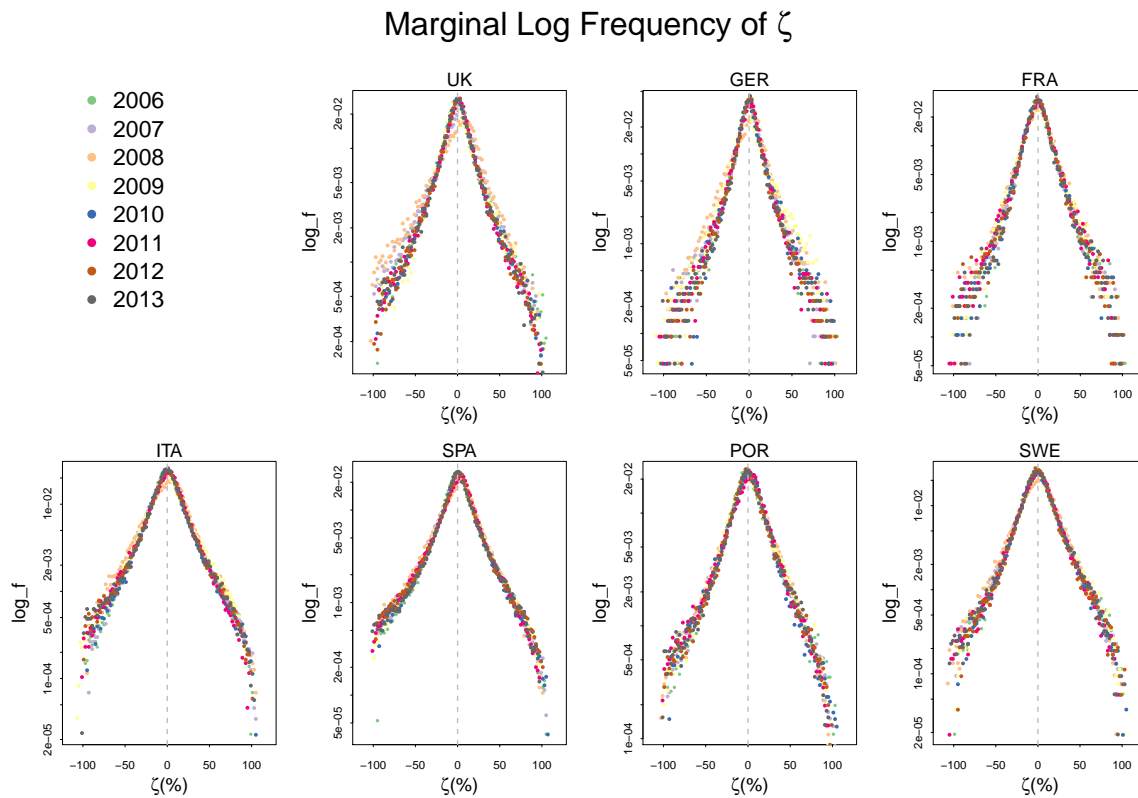 Marginal Log Frequency of ζ
2006
2007
2008
2009
2010
2011
2012
2013
UK
log_f
2e-02
5e-03
2e-03
5e-04
2e-04
−100 −50 0 50 100
ζ(%)
GER
log_f
2e-02
5e-03
1e-03
2e-04
5e-05
−100 −50 0 50 100
ζ(%)
FRA
log_f
2e-02
5e-03
1e-03
2e-04
5e-05
−100 −50 0 50 100
ζ(%)
ITA
log_f
1e-02
2e-03
5e-04
1e-04
2e-05
−100 −50 0 50 100
ζ(%)
SPA
log_f
2e-02
5e-03
1e-03
2e-04
5e-05
−100 −50 0 50 100
ζ(%)
POR
log_f
2e-02
5e-03
2e-03
5e-04
1e-04
−100 −50 0 50 100
ζ(%)
SWE
log_f
1e-02
2e-03
5e-04
1e-04
2e-05
−100 −50 0 50 100
ζ(%)